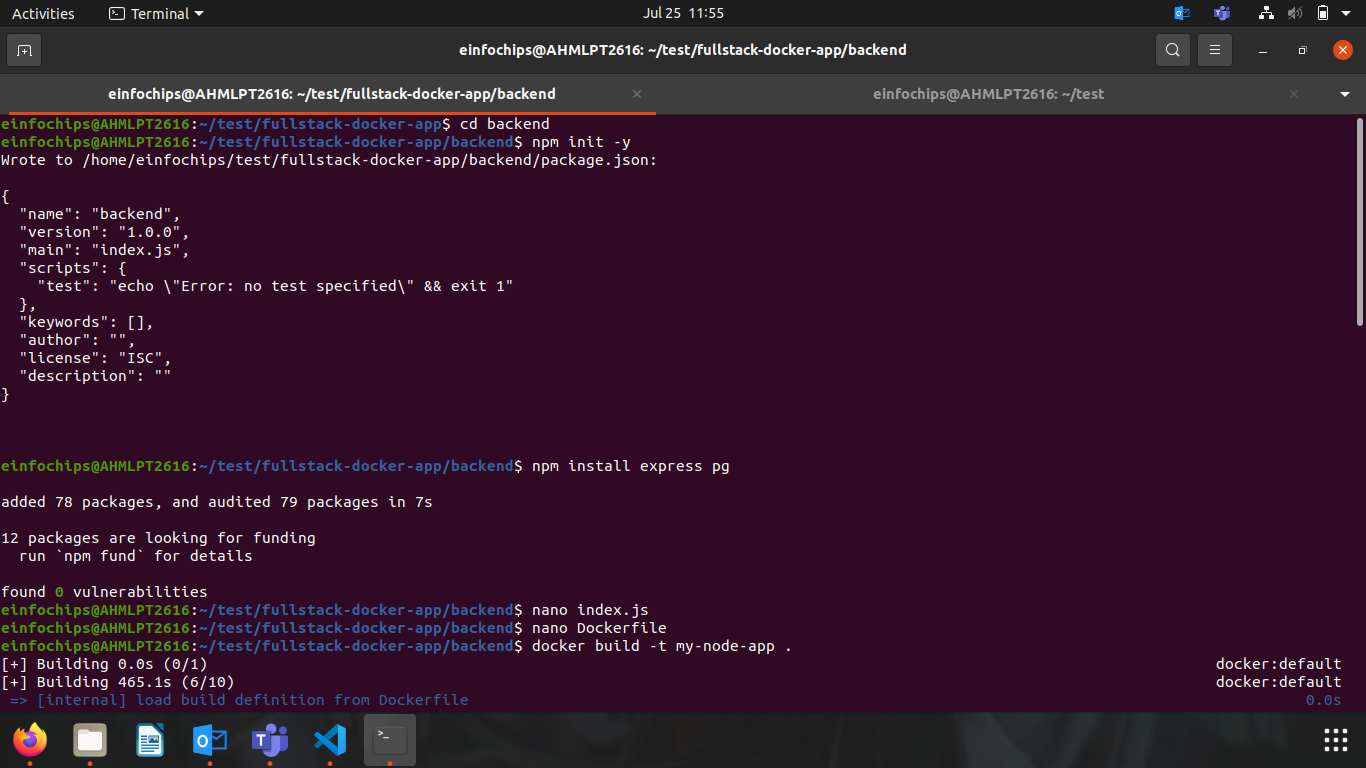 Activities
Terminal
Jul 25 11:55
einfochips@AHMLPT2616: ~/test/fullstack-docker-app/backend
einfochips@AHMLPT2616: ~/test/fullstack-docker-app/backend
einfochips@AHMLPT2616: ~/test
einfochips@AHMLPT2616:~/test/fullstack-docker-app$ cd backend
einfochips@AHMLPT2616:~/test/fullstack-docker-app/backend$ npm init -y
Wrote to /home/einfochips/test/fullstack-docker-app/backend/package.json:
{
  "name": "backend",
  "version": "1.0.0",
  "main": "index.js",
  "scripts": {
    "test": "echo \"Error: no test specified\" && exit 1"
  },
  "keywords": [],
  "author": "",
  "license": "ISC",
  "description": ""
}
einfochips@AHMLPT2616:~/test/fullstack-docker-app/backend$ npm install express pg
added 78 packages, and audited 79 packages in 7s
12 packages are looking for funding
  run `npm fund` for details
found 0 vulnerabilities
einfochips@AHMLPT2616:~/test/fullstack-docker-app/backend$ nano index.js
einfochips@AHMLPT2616:~/test/fullstack-docker-app/backend$ nano Dockerfile
einfochips@AHMLPT2616:~/test/fullstack-docker-app/backend$ docker build -t my-node-app .
[+] Building 0.0s (0/1) docker:default
[+] Building 465.1s (6/10) docker:default
 => [internal] load build definition from Dockerfile 0.0s